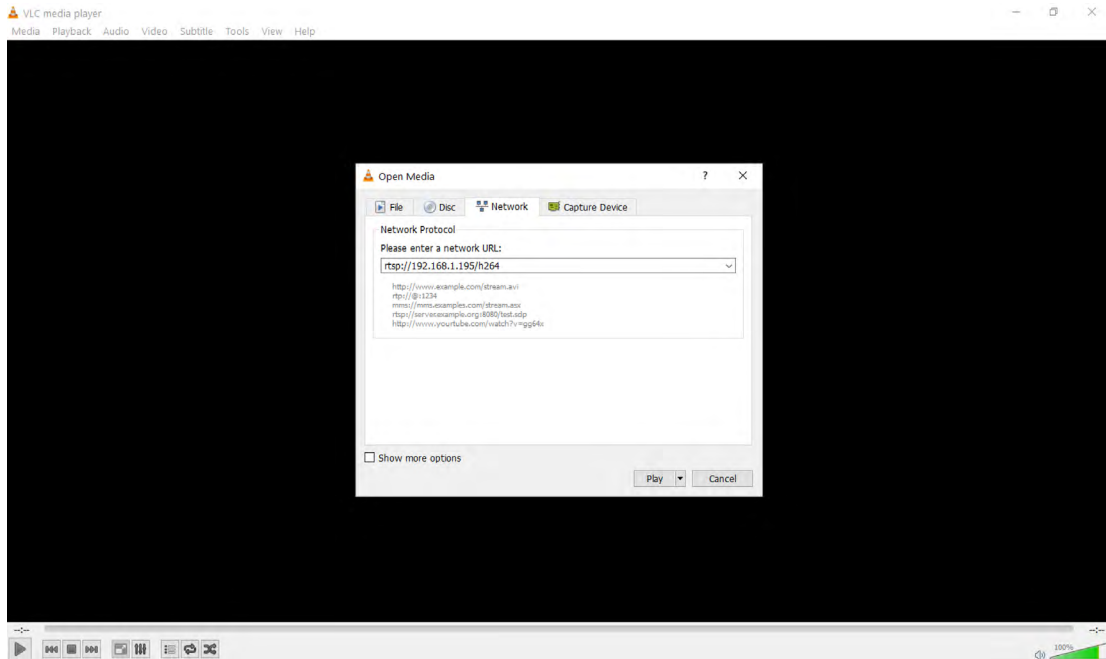 VLC media player
Media Playback Audio Video Subtitle Tools View Help
Open Media
?
File Disc Network Capture Device
Network Protocol
Please enter a network URL:
rtsp://192.168.1.195/h264
http://www.example.com/stream.avi
rtp://@:1234
mms://mms.examples.com/stream.asx
rtsp://server.example.org:8080/test.sdp
http://www.yourtube.com/watch?v=gg64x
Show more options
Play Cancel
--:-- --:--
100%